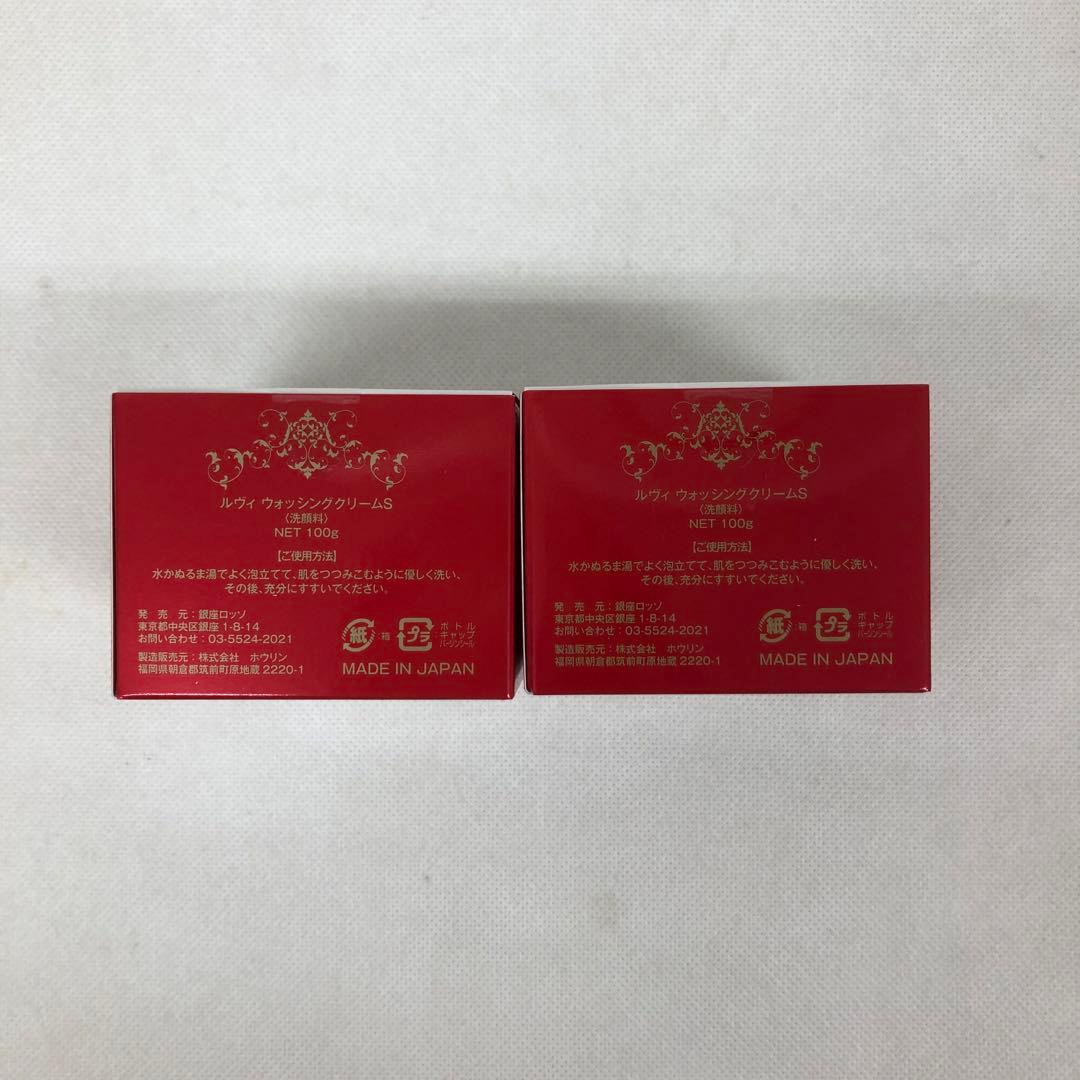 ルヴィ ウォッシングクリームS
〈洗顔料〉
NET 100g
【ご使用方法】
水かぬるま湯でよく泡立てて、肌をつつみこむように優しく洗い、
その後、充分にすすいでください。
発 売 元：銀座ロッソ
東京都中央区銀座 1-8-14
お問い合わせ：03-5524-2021
製造販売元：株式会社 ホウリン
福岡県朝倉郡筑前町原地蔵 2220-1
紙 ：箱
プラ
ボトル
キャップ
バージンシール
MADE IN JAPAN
ルヴィ ウォッシングクリームS
〈洗顔料〉
NET 100g
【ご使用方法】
水かぬるま湯でよく泡立てて、肌をつつみこむように優しく洗い、
その後、充分にすすいでください。
発 売 元：銀座ロッソ
東京都中央区銀座 1-8-14
お問い合わせ：03-5524-2021
製造販売元：株式会社 ホウリン
福岡県朝倉郡筑前町原地蔵 2220-1
紙 ：箱
プラ
ボトル
キャップ
バージンシール
MADE IN JAPAN